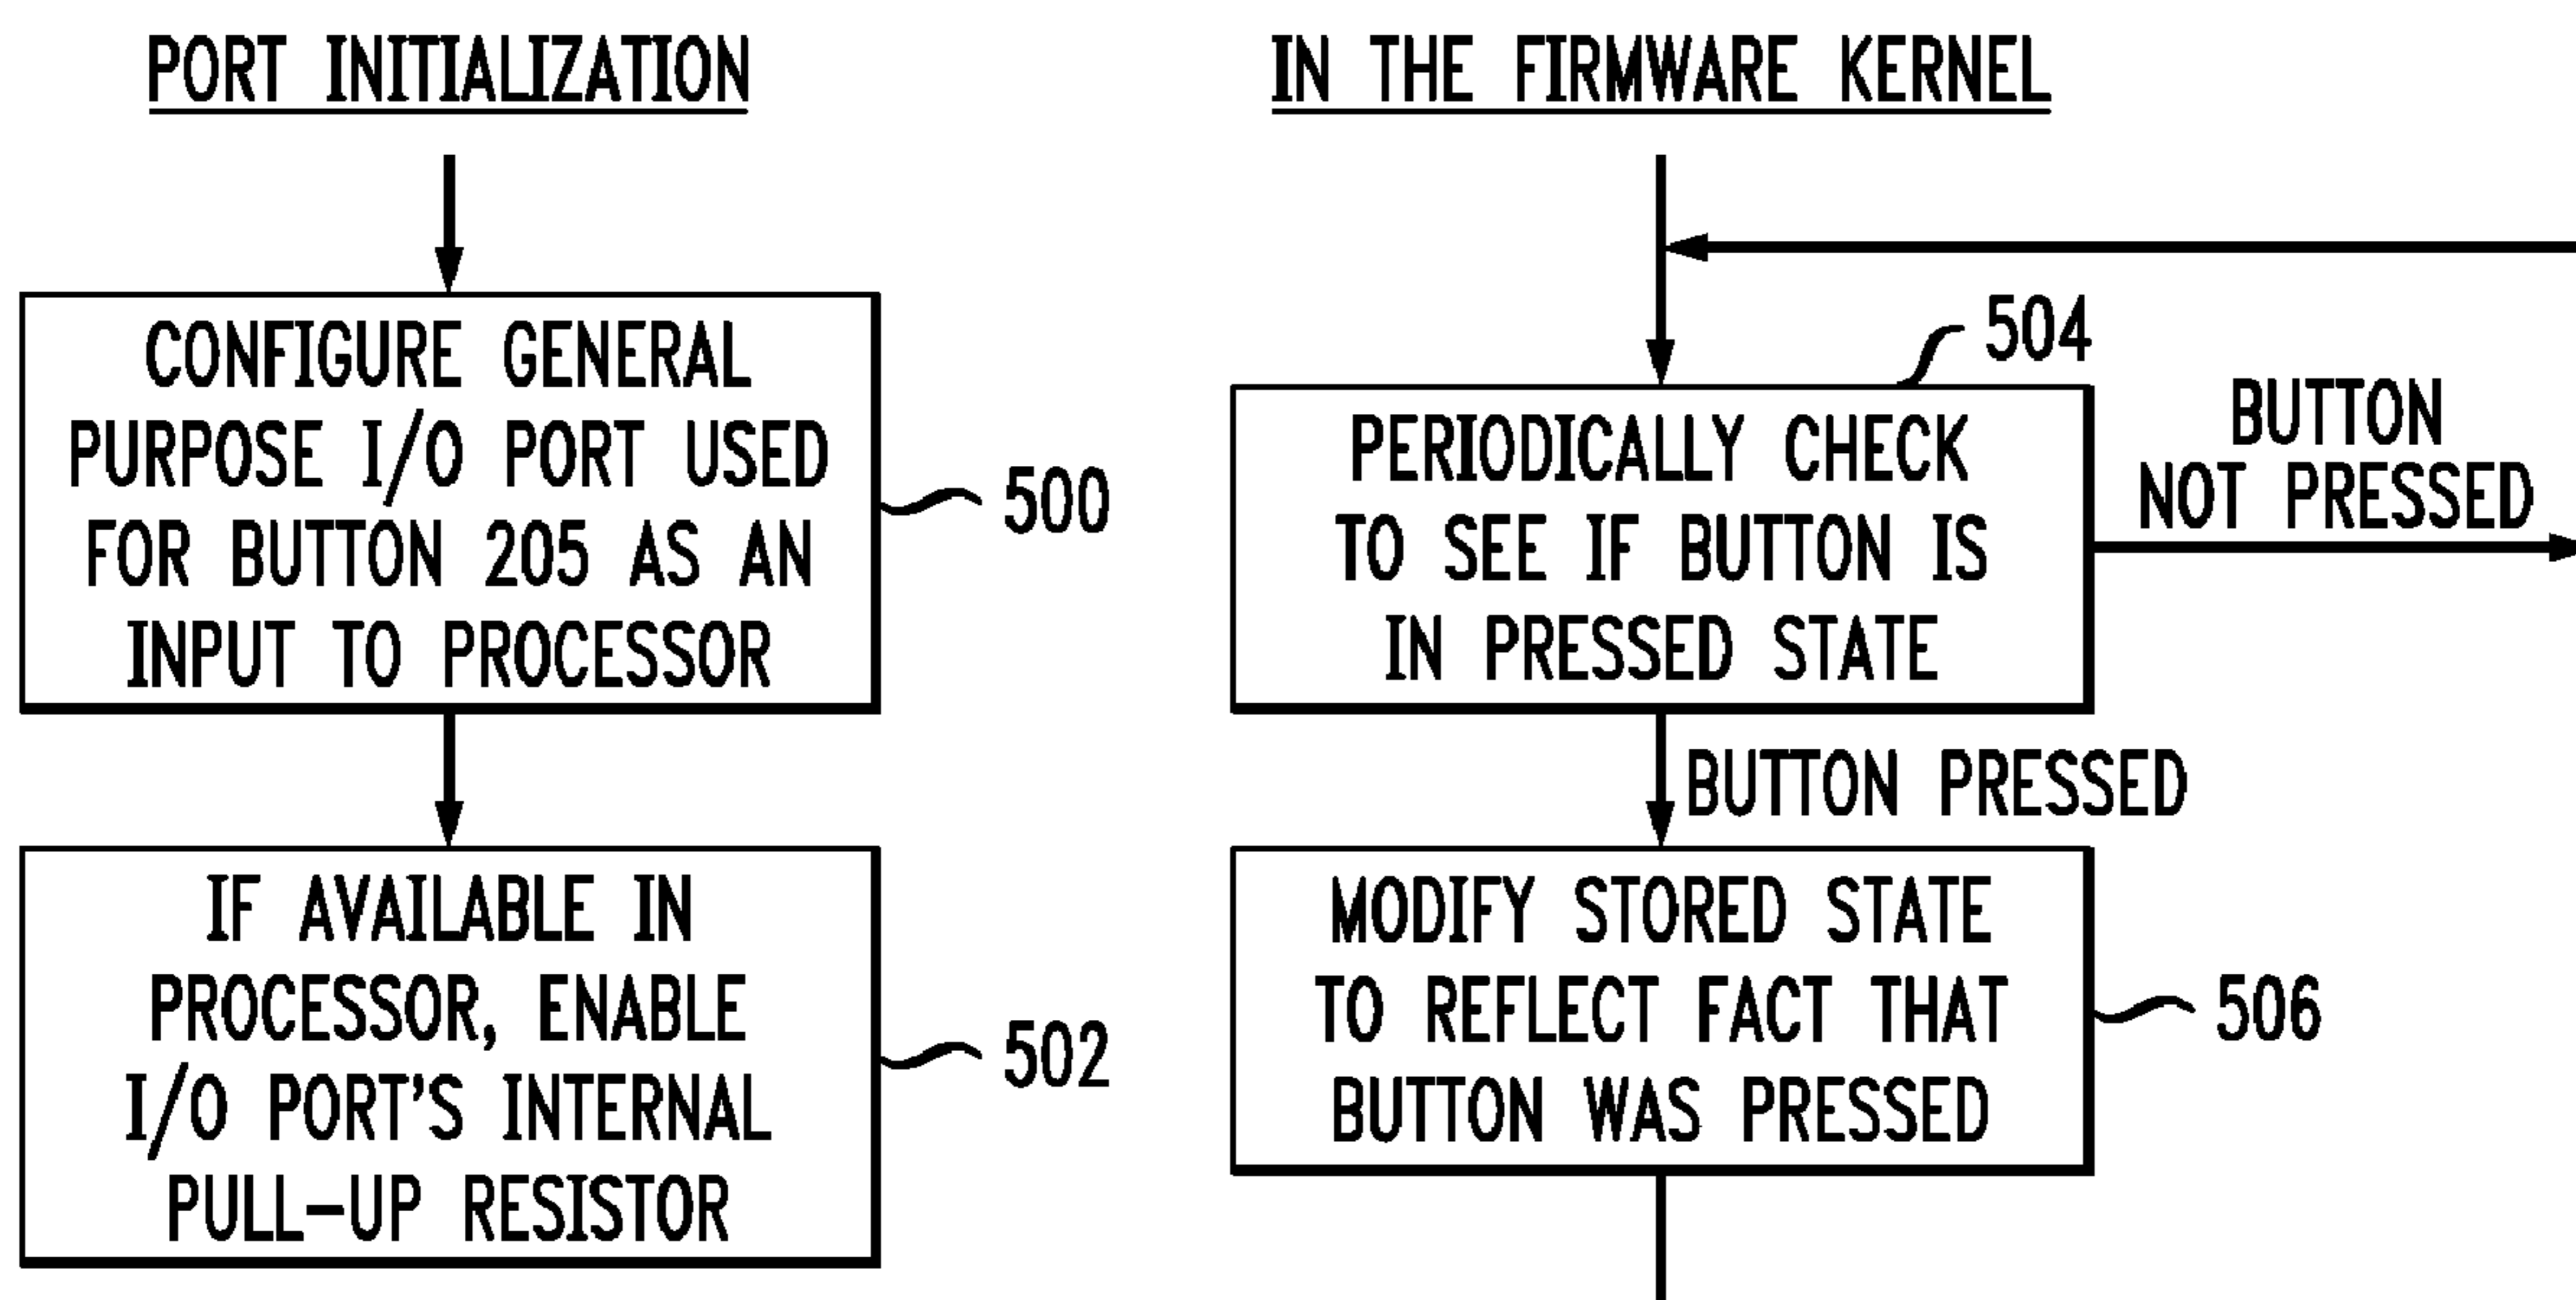 PORT INITIALIZATION
CONFIGURE GENERAL
PURPOSE I/O PORT USED
FOR BUTTON 205 AS AN
INPUT TO PROCESSOR
500
IF AVAILABLE IN
PROCESSOR, ENABLE
I/O PORT'S INTERNAL
PULL-UP RESISTOR
502
IN THE FIRMWARE KERNEL
504
PERIODICALLY CHECK
TO SEE IF BUTTON IS
IN PRESSED STATE
BUTTON
NOT PRESSED
BUTTON PRESSED
MODIFY STORED STATE
TO REFLECT FACT THAT
BUTTON WAS PRESSED
506